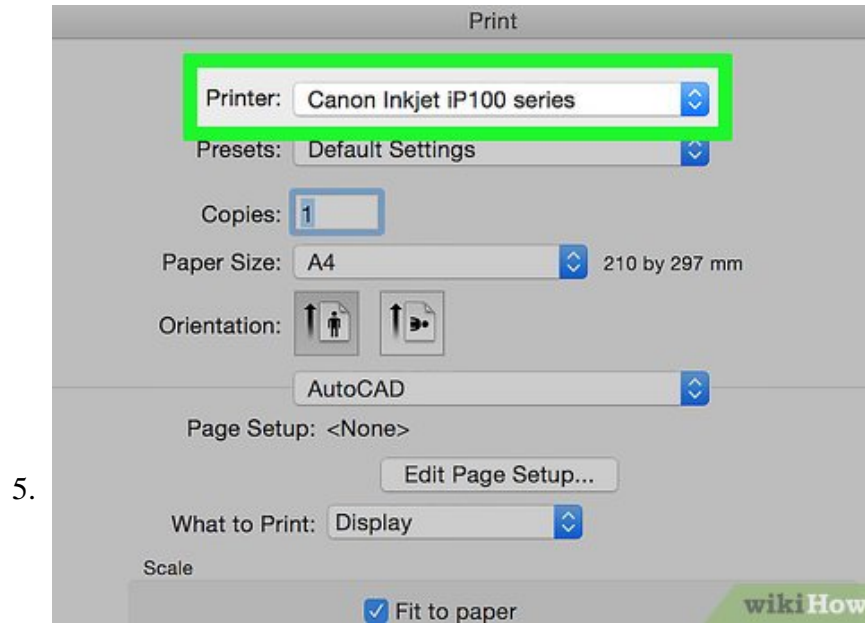 Print
Printer: Canon Inkjet iP100 series
Presets: Default Settings
Copies: 1
Paper Size: A4 210 by 297 mm
Orientation:
AutoCAD
Page Setup: <None>
Edit Page Setup...
5.
What to Print: Display
Scale
Fit to paper
wikiHow